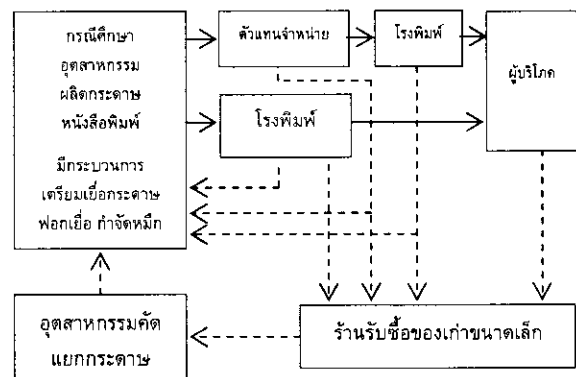 กรณีศึกษา
อุตสาหกรรม
ผลิตกระดาษ
หนังสือพิมพ์
มีกระบวนการ
เตรียมเยื่อกระดาษ
ฟอกเยื่อ กำจัดหมึก
ตัวแทนจำหน่าย
โรงพิมพ์
ผู้บริโภค
โรงพิมพ์
อุตสาหกรรมคัด
แยกกระดาษ
ร้านรับซื้อของเก่าขนาดเล็ก